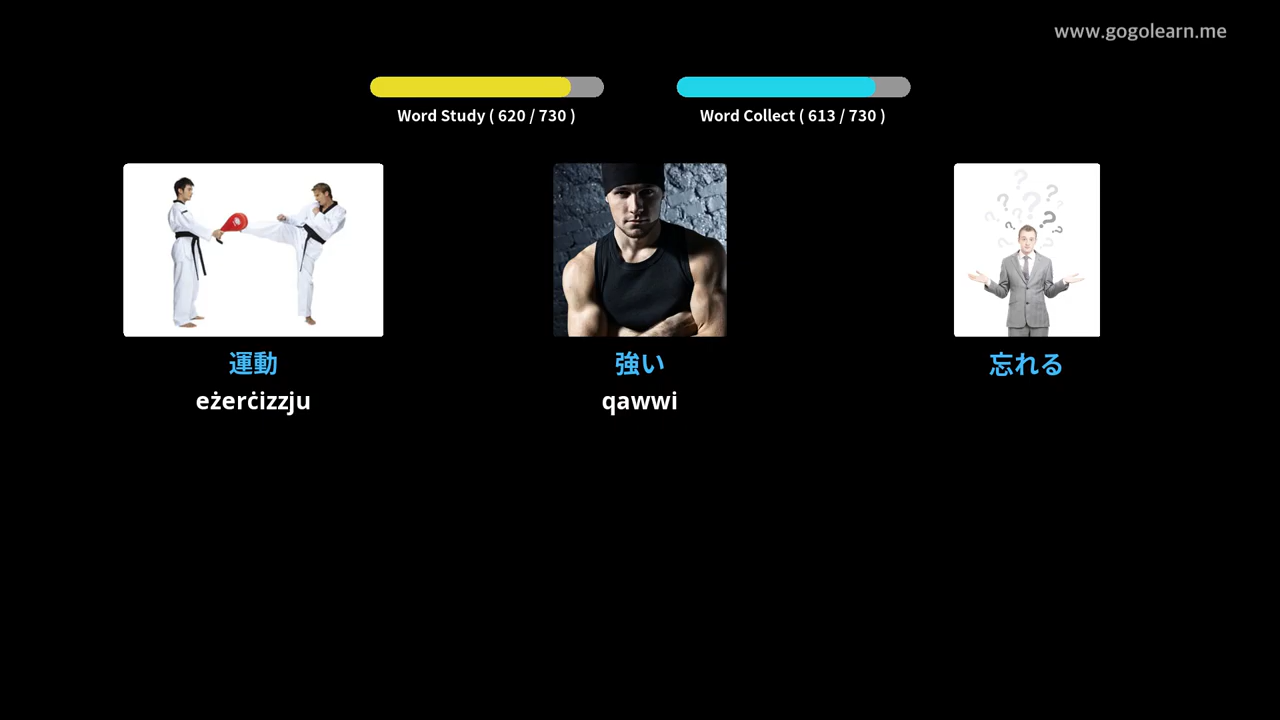 www.gogolearn.me
Word Study ( 620 / 730 )
Word Collect ( 613 / 730 )
運動
強い
忘れる
eżerċizzju
qawwi